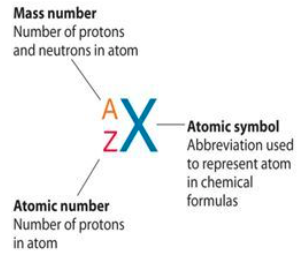 Mass number
Number of protons
and neutrons in atom
A
Z
X
Atomic symbol
Abbreviation used
to represent atom
in chemical
formulas
Atomic number
Number of protons
in atom